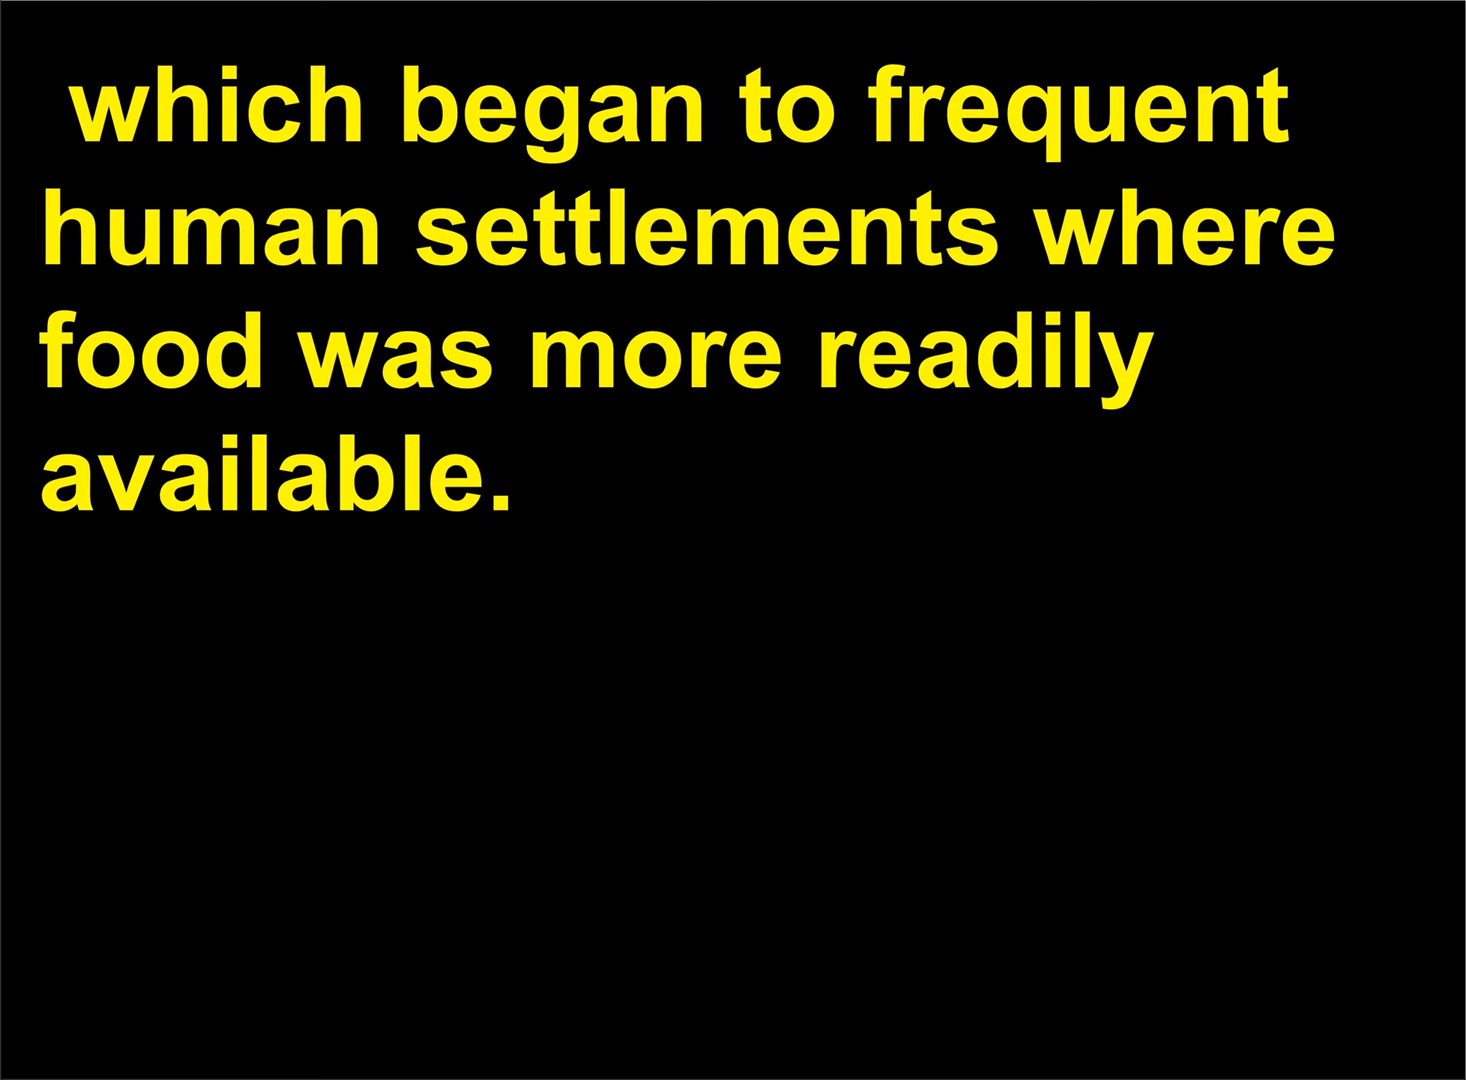 which began to frequent
human settlements where
food was more readily
available.